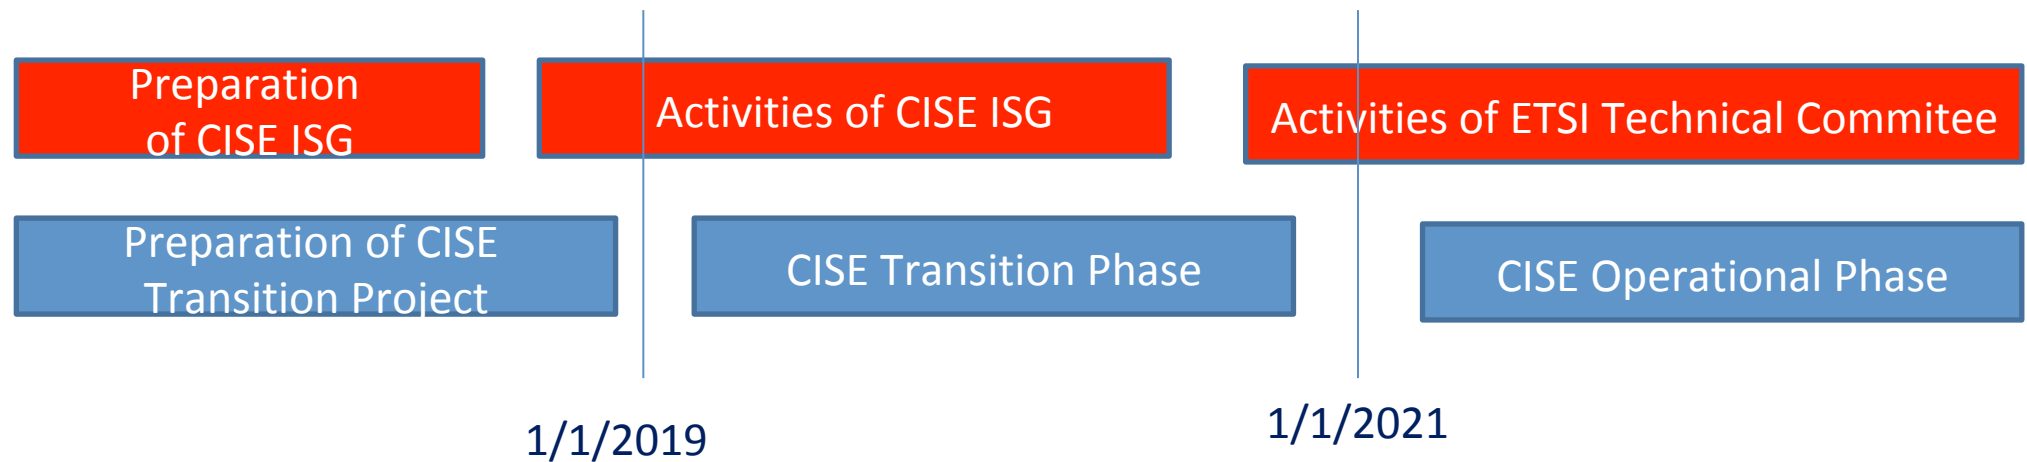 Preparation
of CISE ISG
Activities of CISE ISG
Activities of ETSI Technical Commitee
Preparation of CISE
Transition Project
CISE Transition Phase
CISE Operational Phase
1/1/2019
1/1/2021